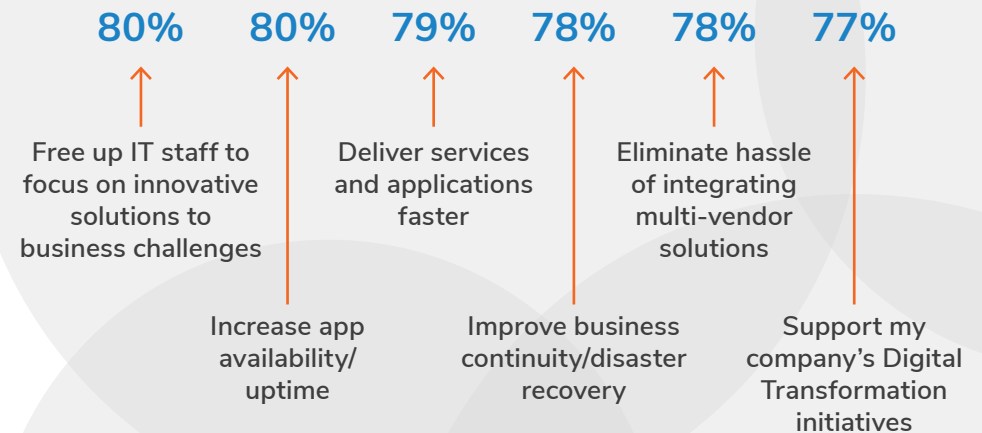 80% 80% 79% 78% 78% 77%
Free up IT staff to
focus on innovative
solutions to
business challenges
Increase app
availability/
uptime
Deliver services
and applications
faster
Improve business
continuity/disaster
recovery
Eliminate hassle
of integrating
multi-vendor
solutions
Support my
company’s Digital
Transformation
initiatives